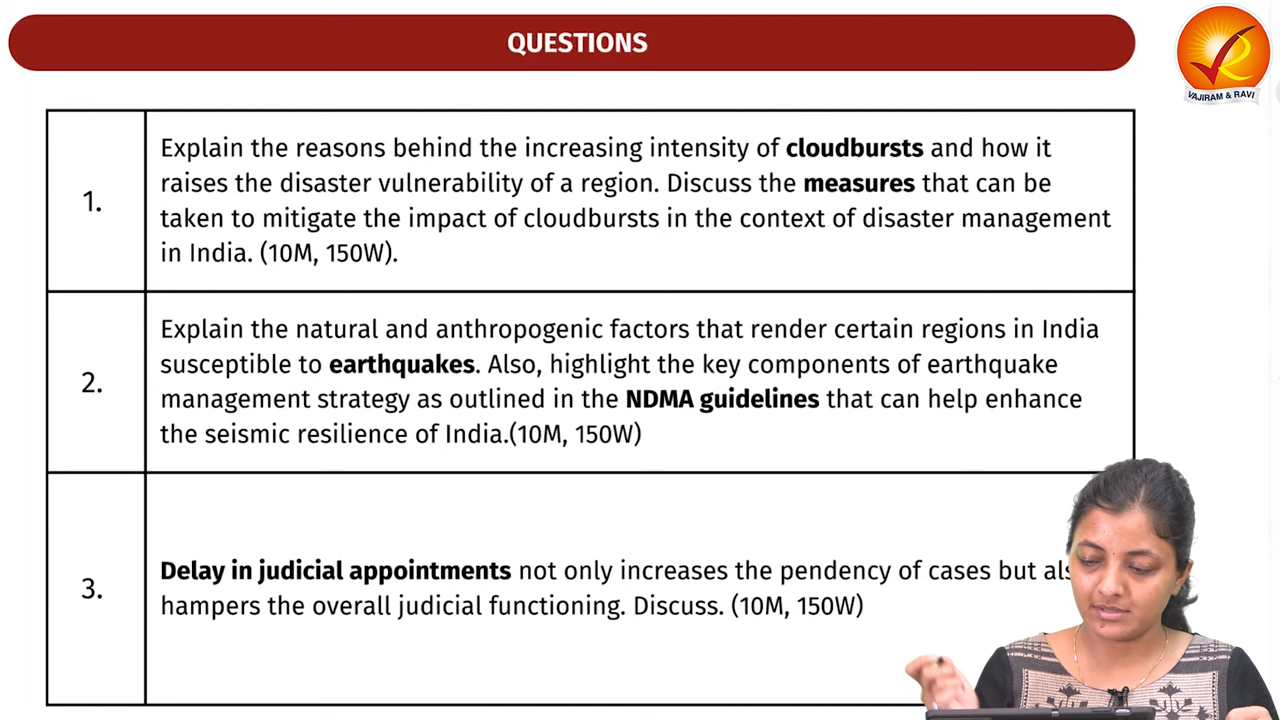 QUESTIONS
VAJIRAM & RAVI
1.
Explain the reasons behind the increasing intensity of cloudbursts and how it
raises the disaster vulnerability of a region. Discuss the measures that can be
taken to mitigate the impact of cloudbursts in the context of disaster management
in India. (10M, 150W).
2.
Explain the natural and anthropogenic factors that render certain regions in India
susceptible to earthquakes. Also, highlight the key components of earthquake
management strategy as outlined in the NDMA guidelines that can help enhance
the seismic resilience of India.(10M, 150W)
3.
Delay in judicial appointments not only increases the pendency of cases but als
hampers the overall judicial functioning. Discuss. (10M, 150W)